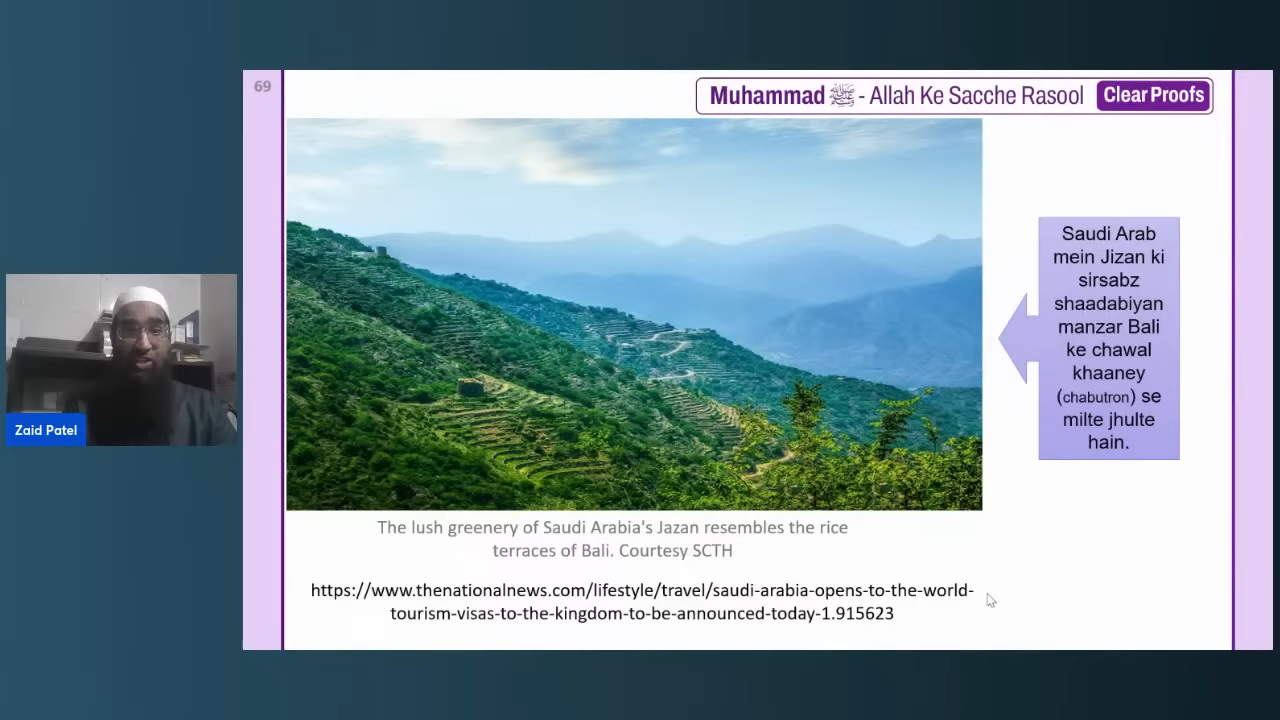 69
Muhammad ﷺ - Allah Ke Sacche Rasool Clear Proofs
Saudi Arab
mein Jizan ki
sirsabz
shaadabiyan
manzar Bali
ke chawal
khaaney
(chabutron) se
milte jhulte
hain.
Zaid Patel
The lush greenery of Saudi Arabia's Jazan resembles the rice
terraces of Bali. Courtesy SCTH
https://www.thenationalnews.com/lifestyle/travel/saudi-arabia-opens-to-the-world-
tourism-visas-to-the-kingdom-to-be-announced-today-1.915623